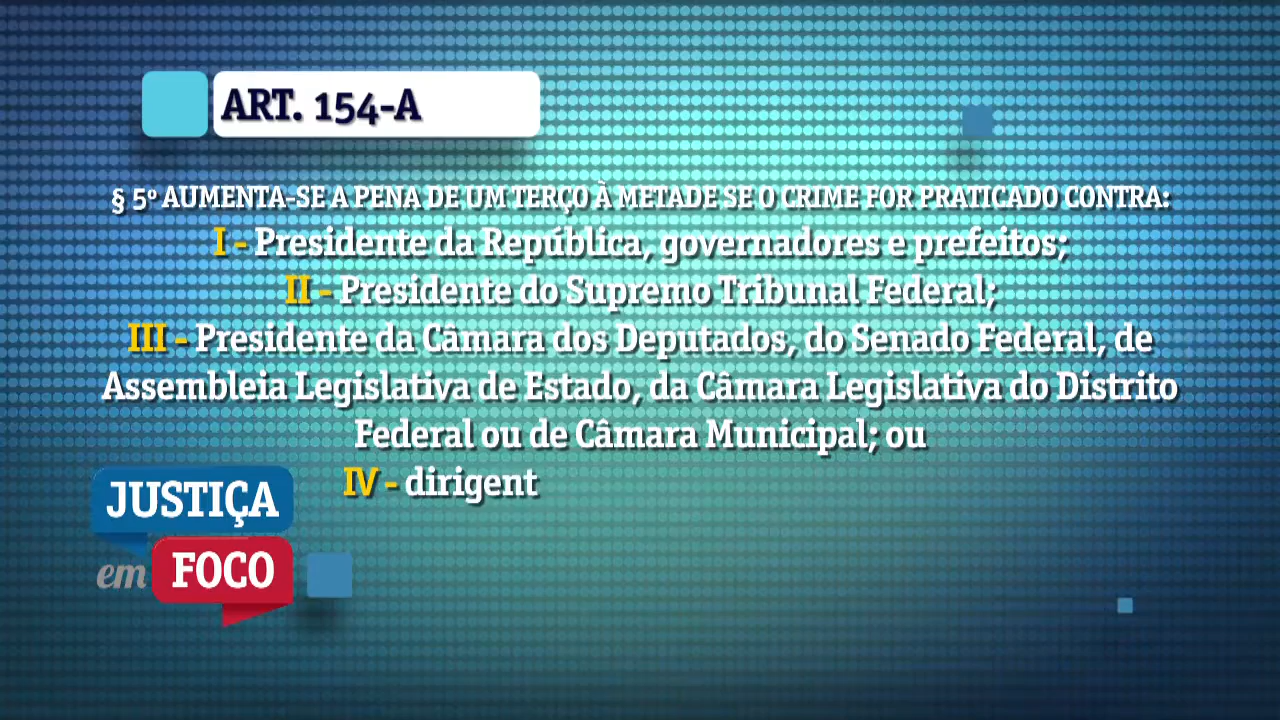 ART. 154-A
§ 5º AUMENTA-SE A PENA DE UM TERÇO À METADE SE O CRIME FOR PRATICADO CONTRA:
I - Presidente da República, governadores e prefeitos;
II - Presidente do Supremo Tribunal Federal;
III - Presidente da Câmara dos Deputados, do Senado Federal, de
Assembleia Legislativa de Estado, da Câmara Legislativa do Distrito
Federal ou de Câmara Municipal; ou
IV - dirigent
JUSTIÇA
em FOCO